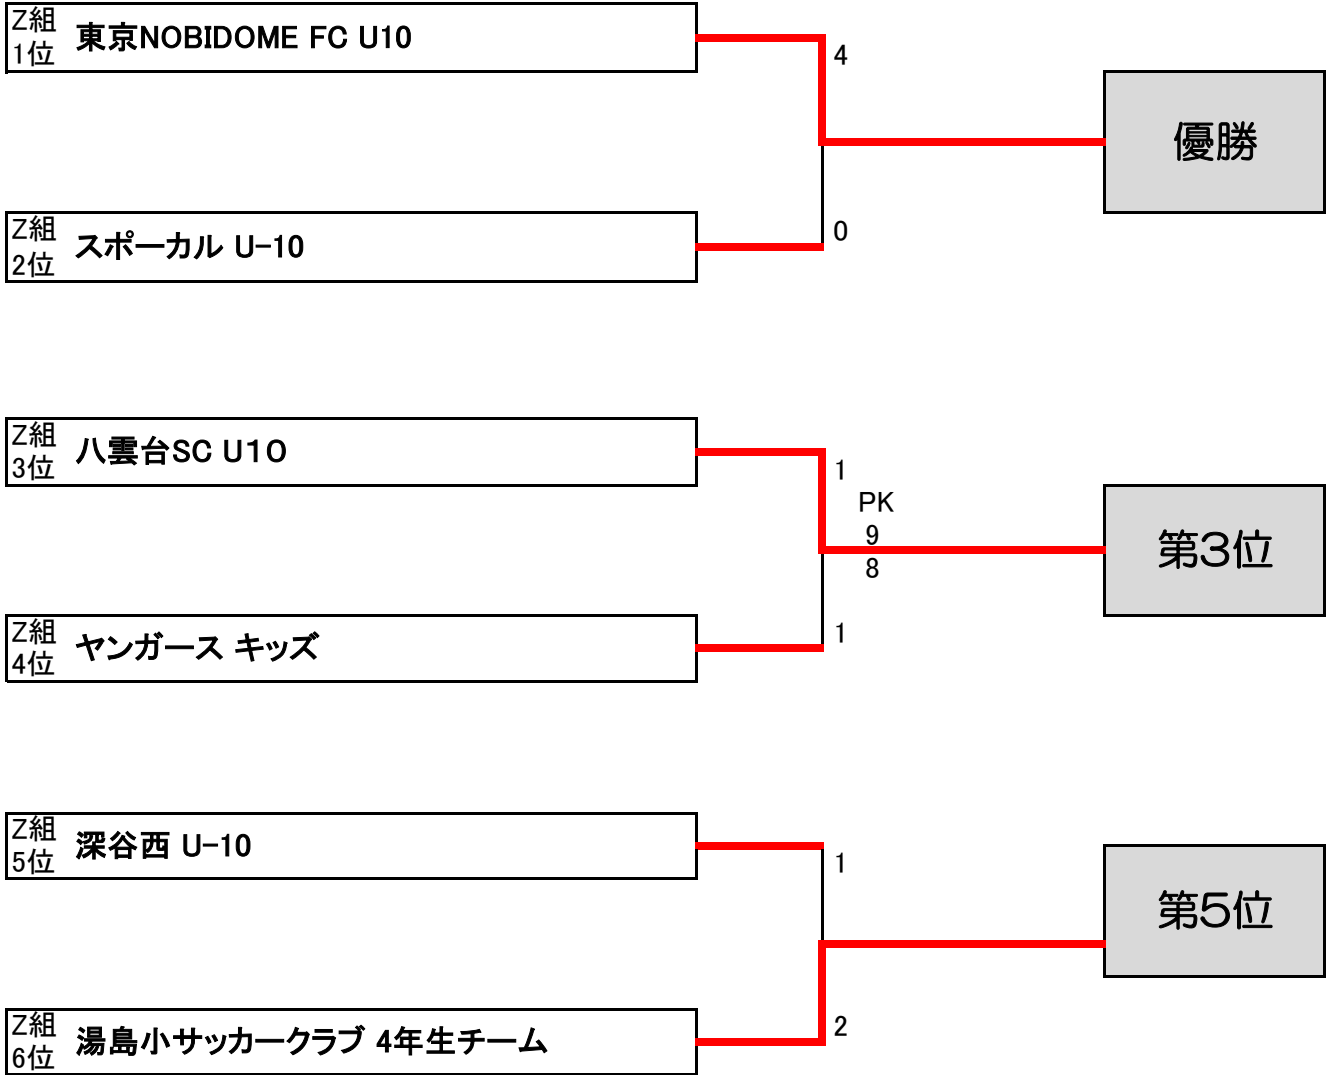 Z組
1位
東京NOBIDOME FC U10
4
優勝
Z組
2位
スポーカル U-10
0
Z組
3位
八雲台SC U10
1
PK
9
8
第3位
Z組
4位
ヤンガース キッズ
1
Z組
5位
深谷西 U-10
1
第5位
Z組
6位
湯島小サッカークラブ 4年生チーム
2